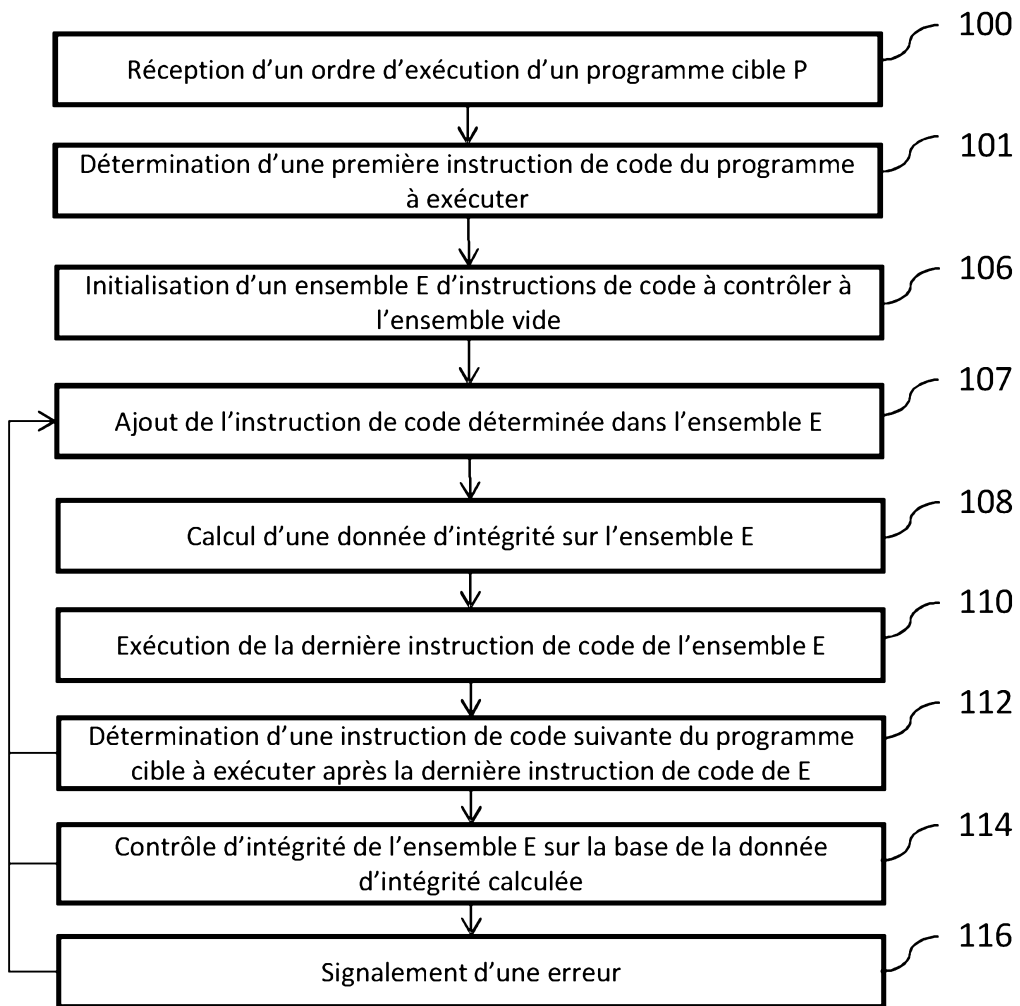 100
Réception d’un ordre d’exécution d’un programme cible P
101
Détermination d’une première instruction de code du programme
à exécuter
106
Initialisation d’un ensemble E d’instructions de code à contrôler à
l’ensemble vide
107
Ajout de l’instruction de code déterminée dans l’ensemble E
108
Calcul d’une donnée d’intégrité sur l’ensemble E
110
Exécution de la dernière instruction de code de l’ensemble E
112
Détermination d’une instruction de code suivante du programme
cible à exécuter après la dernière instruction de code de E
114
Contrôle d’intégrité de l’ensemble E sur la base de la donnée
d’intégrité calculée
116
Signalement d’une erreur